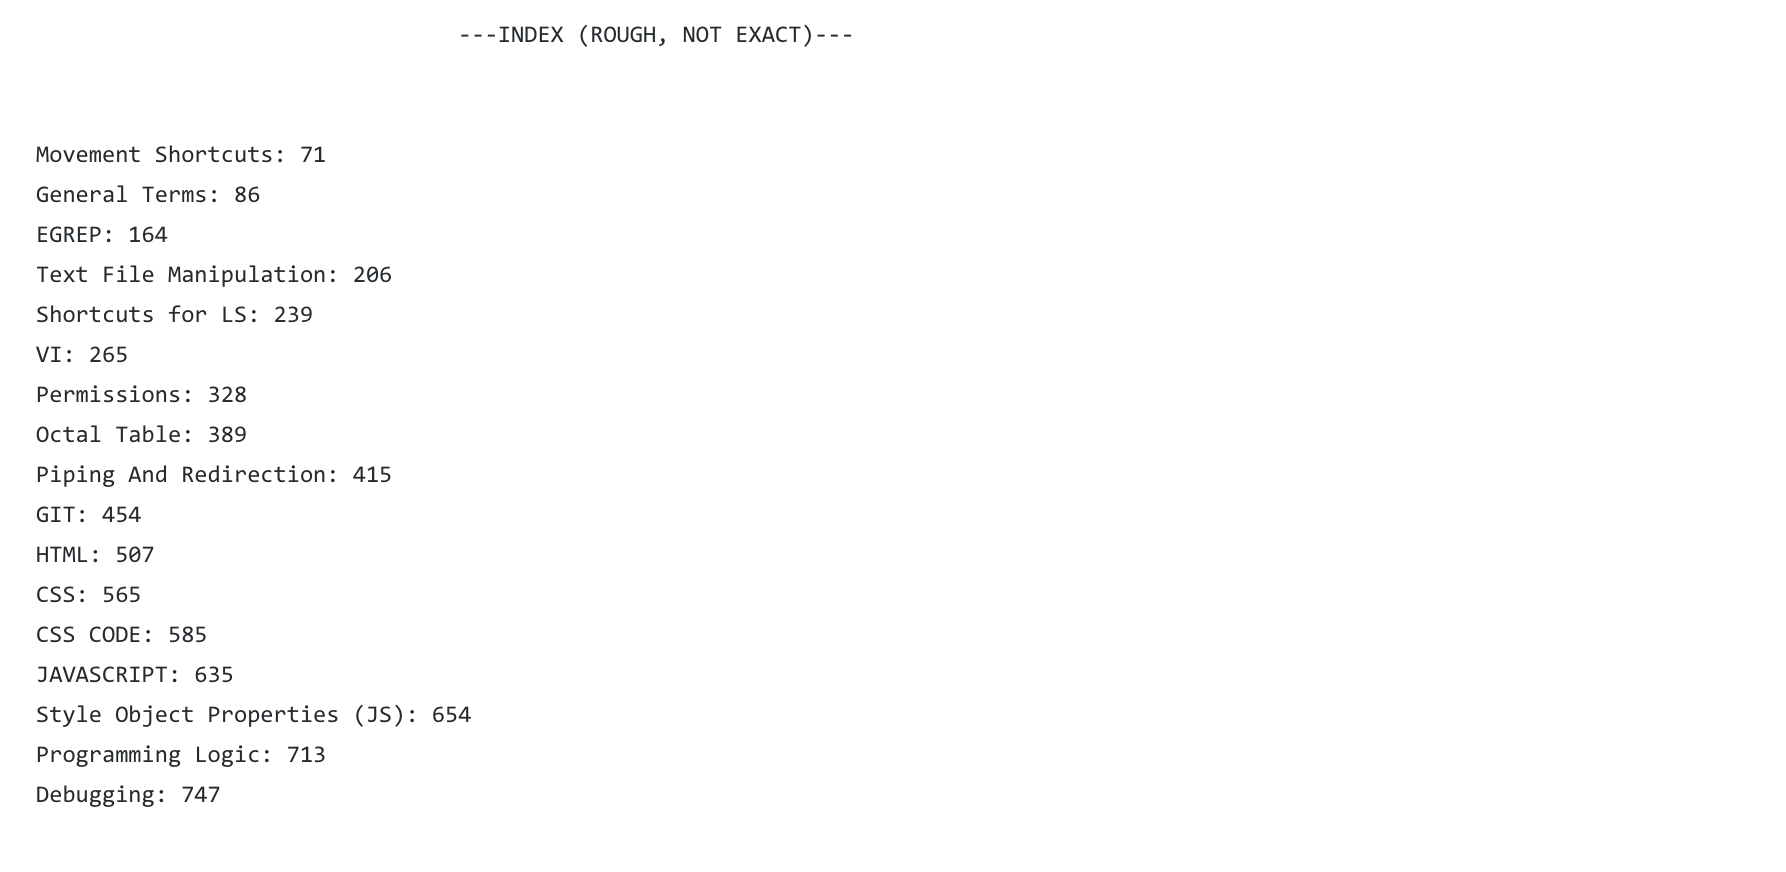 ---INDEX (ROUGH, NOT EXACT)---
Movement Shortcuts: 71
General Terms: 86
EGREP: 164
Text File Manipulation: 206
Shortcuts for LS: 239
VI: 265
Permissions: 328
Octal Table: 389
Piping And Redirection: 415
GIT: 454
HTML: 507
CSS: 565
CSS CODE: 585
JAVASCRIPT: 635
Style Object Properties (JS): 654
Programming Logic: 713
Debugging: 747